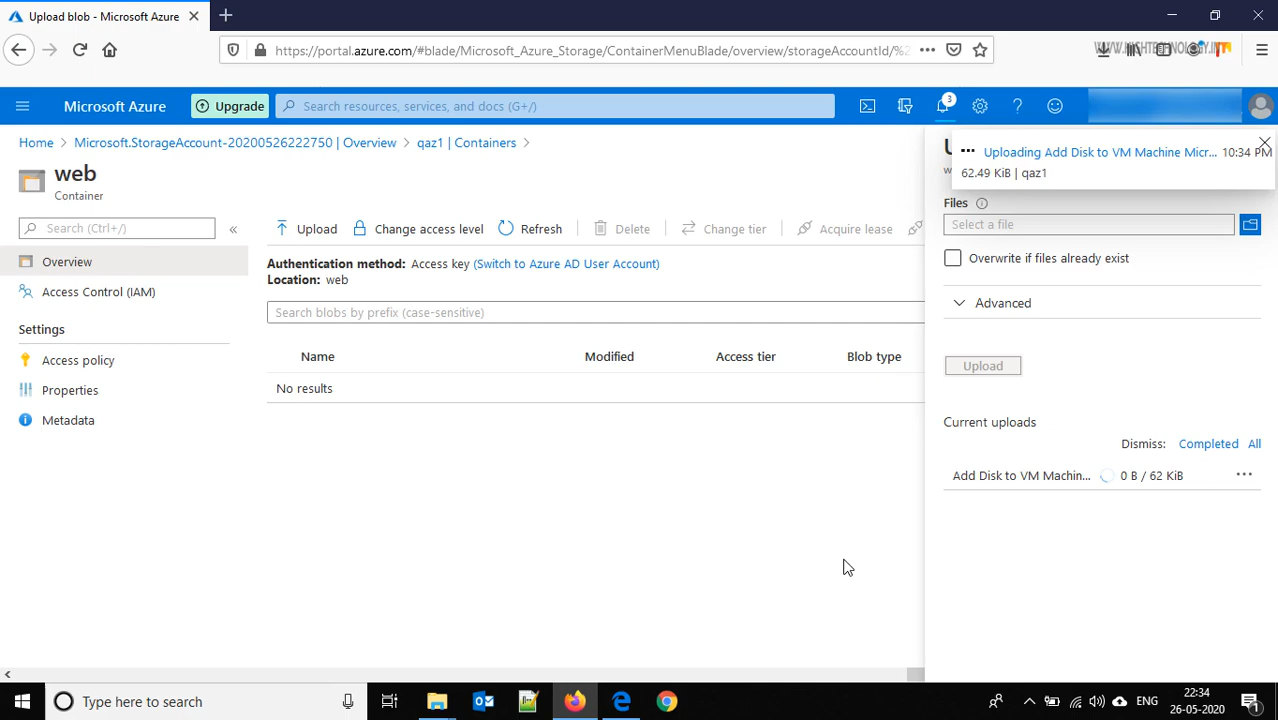 Upload blob - Microsoft Azure
https://portal.azure.com/#blade/Microsoft_Azure_Storage/ContainerMenuBlade/overview/storageAccountId/%2
Microsoft Azure
Upgrade
Search resources, services, and docs (G+/)
3
Home > Microsoft.StorageAccount-20200526222750 | Overview > qaz1 | Containers >
web
Container
Search (Ctrl+/)
Overview
Access Control (IAM)
Settings
Access policy
Properties
Metadata
Upload
Change access level
Refresh
Delete
Change tier
Acquire lease
Authentication method: Access key (Switch to Azure AD User Account)
Location: web
Search blobs by prefix (case-sensitive)
Name Modified Access tier Blob type
No results
Uploading Add Disk to VM Machine Micr... 10:34 PM
62.49 KiB | qaz1
Files
Select a file
Overwrite if files already exist
Advanced
Upload
Current uploads
Dismiss: Completed All
Add Disk to VM Machin... 0 B / 62 KiB
Type here to search
ENG
22:34
26-05-2020
1